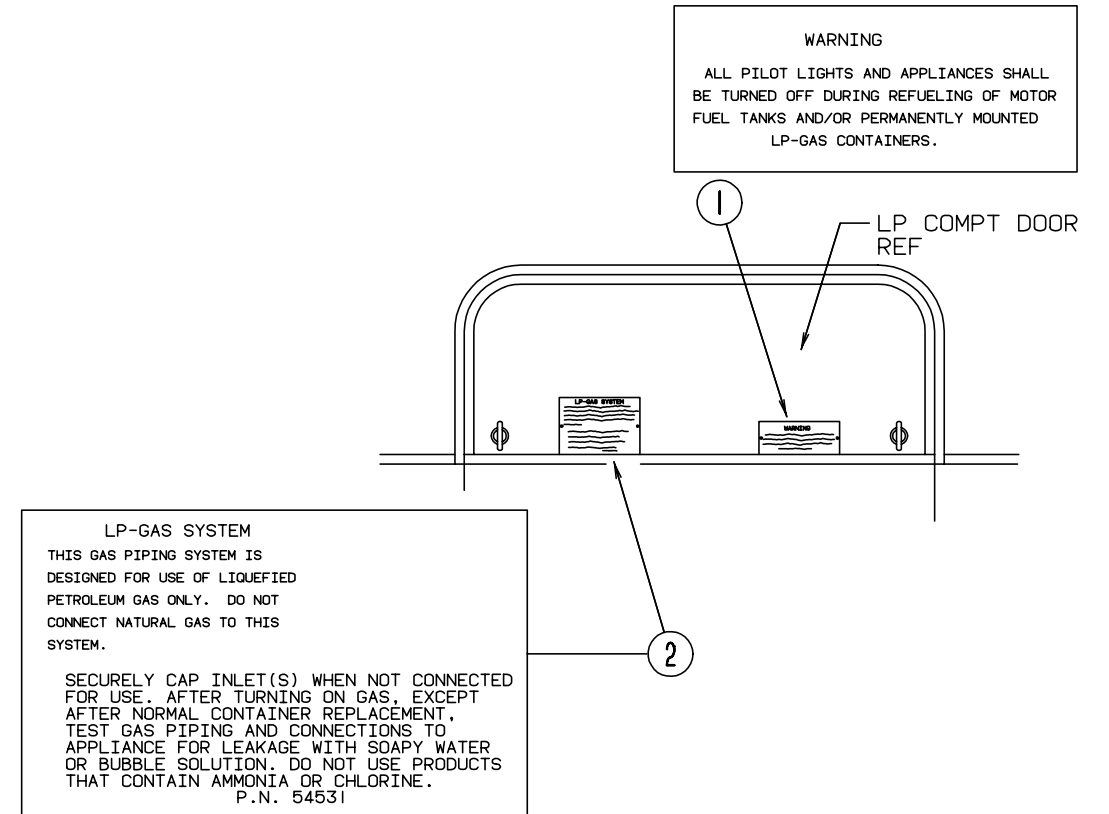 WARNING
ALL PILOT LIGHTS AND APPLIANCES SHALL
BE TURNED OFF DURING REFUELING OF MOTOR
FUEL TANKS AND/OR PERMANENTLY MOUNTED
LP-GAS CONTAINERS.
1
LP COMPT DOOR
REF
LP-GAS SYSTEM
WARNING
LP-GAS SYSTEM
THIS GAS PIPING SYSTEM IS
DESIGNED FOR USE OF LIQUEFIED
PETROLEUM GAS ONLY. DO NOT
CONNECT NATURAL GAS TO THIS
SYSTEM.
2
SECURELY CAP INLET(S) WHEN NOT CONNECTED
FOR USE. AFTER TURNING ON GAS, EXCEPT
AFTER NORMAL CONTAINER REPLACEMENT,
TEST GAS PIPING AND CONNECTIONS TO
APPLIANCE FOR LEAKAGE WITH SOAPY WATER
OR BUBBLE SOLUTION. DO NOT USE PRODUCTS
THAT CONTAIN AMMONIA OR CHLORINE.
P.N. 54531